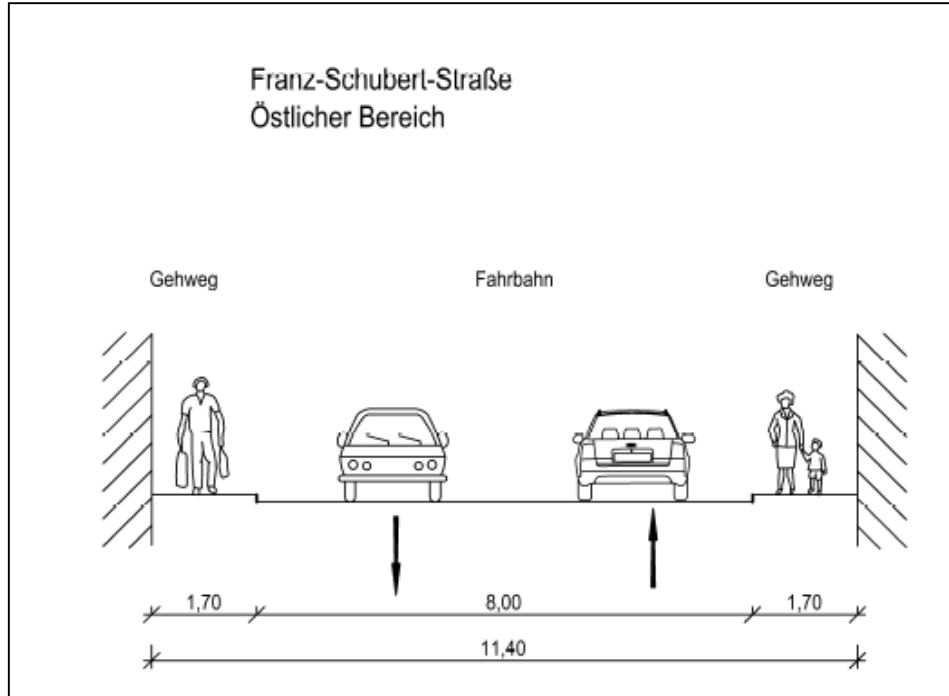 Franz-Schubert-Straße
Östlicher Bereich
Gehweg Fahrbahn Gehweg
1,70 8,00 1,70
11,40